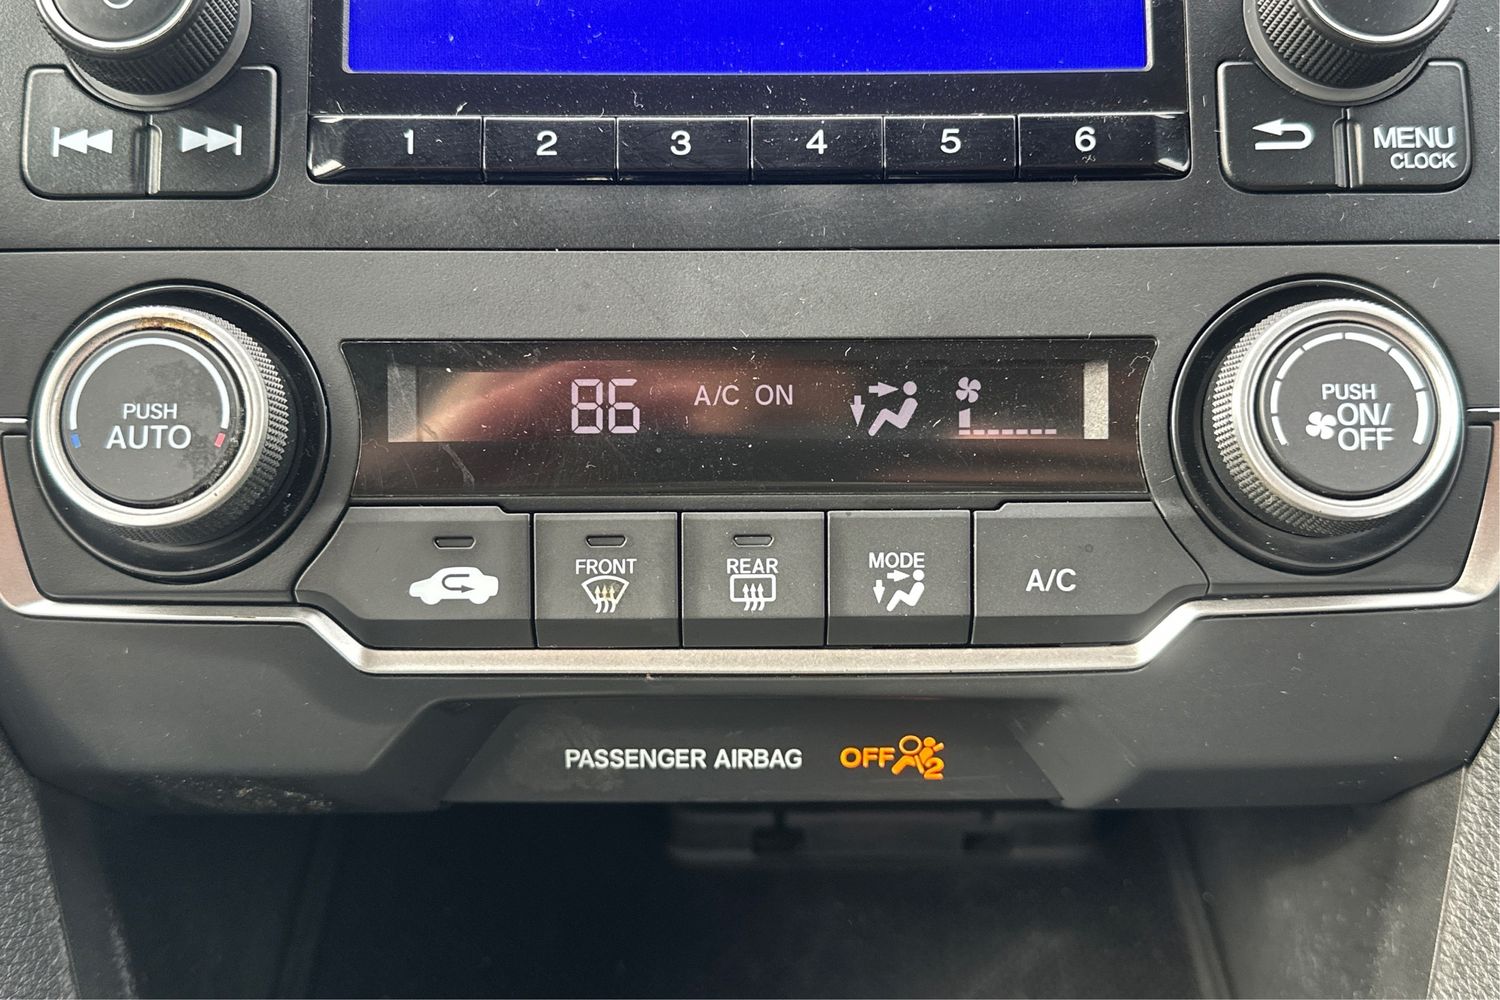 1 2 3 4 5 6
MENU
CLOCK
PUSH
AUTO
86 A/C ON
PUSH
ON/
OFF
FRONT
REAR
MODE
A/C
PASSENGER AIRBAG OFF 2